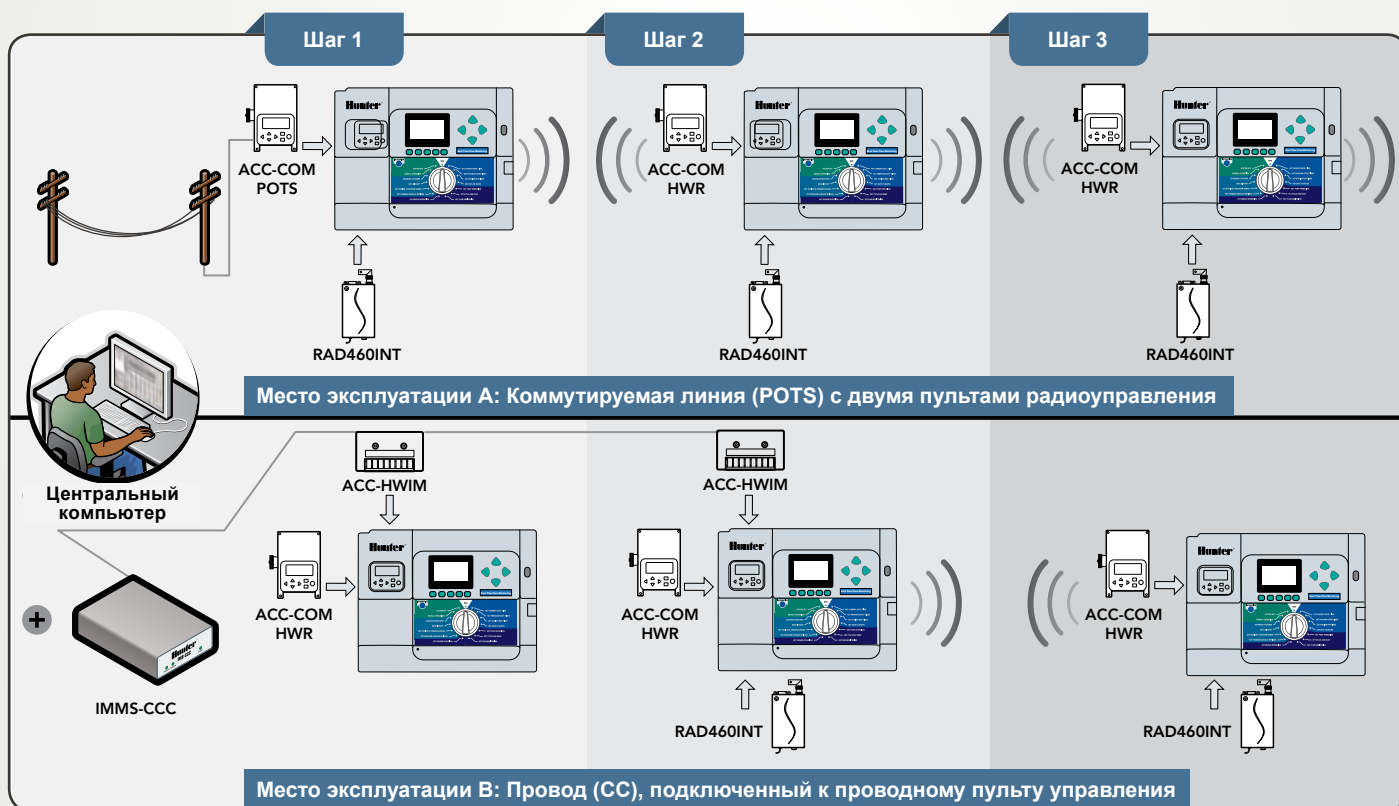 Шаг 1
Шаг 2
Шаг 3
Hunter
Hunter
Hunter
ACC-COM
POTS
ACC-COM
HWR
ACC-COM
HWR
RAD460INT
RAD460INT
RAD460INT
Место эксплуатации A: Коммутируемая линия (POTS) с двумя пультами радиоуправления
Центральный
компьютер
ACC-HWIM
ACC-HWIM
Hunter
Hunter
Hunter
ACC-COM
HWR
ACC-COM
HWR
ACC-COM
HWR
+
Hunter
IMMS-CCC
RAD460INT
RAD460INT
Место эксплуатации B: Провод (CC), подключенный к проводному пульту управления